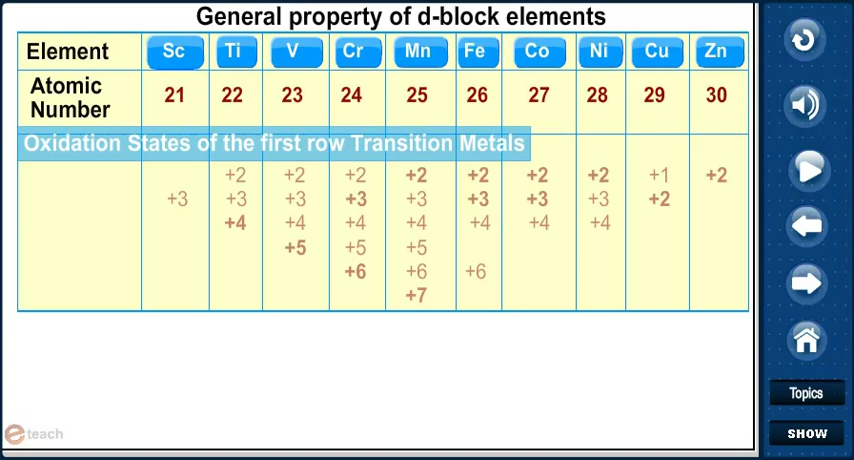 General property of d-block elements
Element Sc Ti V Cr Mn Fe Co Ni Cu Zn
Atomic
Number 21 22 23 24 25 26 27 28 29 30
Oxidation States of the first row Transition Metals
+2 +2 +2 +2 +2 +2 +2 +1 +2
+3 +3 +3 +3 +3 +3 +3 +3 +2
+4 +4 +4 +4 +4 +4 +4
+5 +5 +5
+6 +6 +6
+7
e teach
Topics
SHOW